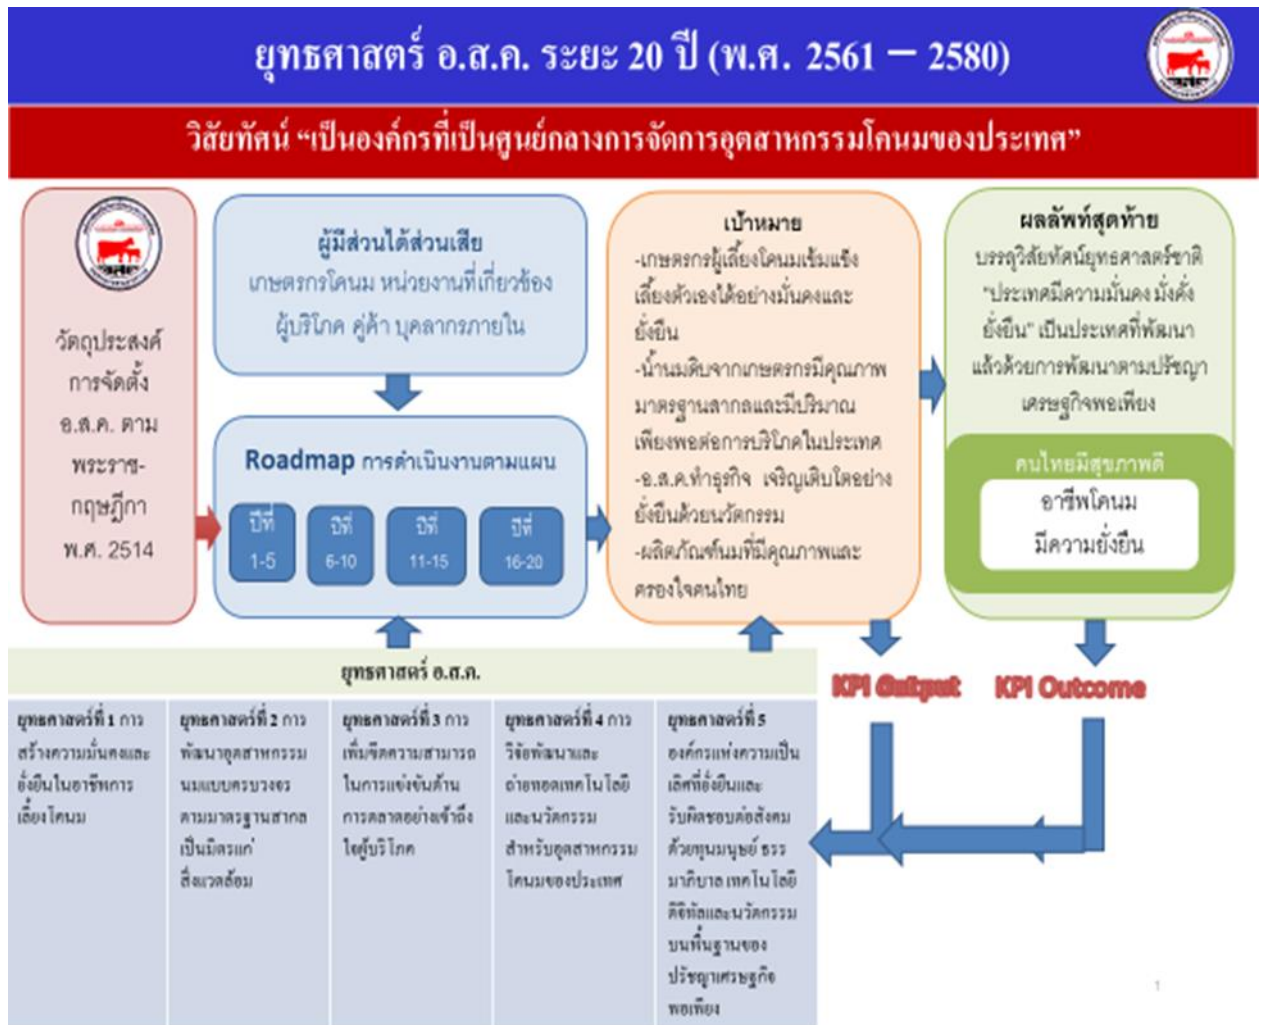 ยุทธศาสตร์ อ.ส.ค. ระยะ 20 ปี (พ.ศ. 2561 – 2580)
วิสัยทัศน์ “เป็นองค์กรที่เป็นศูนย์กลางการจัดการอุตสาหกรรมโคนมของประเทศ”
วัตถุประสงค์
การจัดตั้ง
อ.ส.ค. ตาม
พระราช-
กฤษฎีกา
พ.ศ. 2514
ผู้มีส่วนได้ส่วนเสีย
เกษตรกรโคนม หน่วยงานที่เกี่ยวข้อง
ผู้บริโภค คู่ค้า บุคลากรภายใน
Roadmap การดำเนินงานตามแผน
ปีที่
1-5
ปีที่
6-10
ปีที่
11-15
ปีที่
16-20
เป้าหมาย
-เกษตรกรผู้เลี้ยงโคนมเข้มแข็ง
เลี้ยงตัวเองได้อย่างมั่นคงและ
ยั่งยืน
-น้ำนมดิบจากเกษตรกรมีคุณภาพ
มาตรฐานสากลและมีปริมาณ
เพียงพอต่อการบริโภคในประเทศ
-อ.ส.ค.ทำธุรกิจ เจริญเติบโตอย่าง
ยั่งยืนด้วยนวัตกรรม
-ผลิตภัณฑ์นมที่มีคุณภาพและ
ครองใจคนไทย
ผลลัพท์สุดท้าย
บรรลุวิสัยทัศน์ยุทธศาสตร์ชาติ
“ประเทศมีความมั่นคง มั่งคั่ง
ยั่งยืน” เป็นประเทศที่พัฒนา
แล้วด้วยการพัฒนาตามปรัชญา
เศรษฐกิจพอเพียง
คนไทยมีสุขภาพดี
อาชีพโคนม
มีความยั่งยืน
KPI Output
KPI Outcome
ยุทธศาสตร์ อ.ส.ค.
ยุทธศาสตร์ที่ 1 การ
สร้างความมั่นคงและ
ยั่งยืนในอาชีพการ
เลี้ยงโคนม
ยุทธศาสตร์ที่ 2 การ
พัฒนาอุตสาหกรรม
นมแบบครบวงจร
ตามมาตรฐานสากล
เป็นมิตรแก่
สิ่งแวดล้อม
ยุทธศาสตร์ที่ 3 การ
เพิ่มขีดความสามารถ
ในการแข่งขันด้าน
การตลาดอย่างเข้าถึง
ใจผู้บริโภค
ยุทธศาสตร์ที่ 4 การ
วิจัยพัฒนาและ
ถ่ายทอดเทคโนโลยี
และนวัตกรรม
สำหรับอุตสาหกรรม
โคนมของประเทศ
ยุทธศาสตร์ที่ 5
องค์กรแห่งความเป็น
เลิศที่ยั่งยืนและ
รับผิดชอบต่อสังคม
ด้วยทุนมนุษย์ ธรร
มาภิบาล เทคโนโลยี
ดิจิทัลและนวัตกรรม
บนพื้นฐานของ
ปรัชญาเศรษฐกิจ
พอเพียง
1